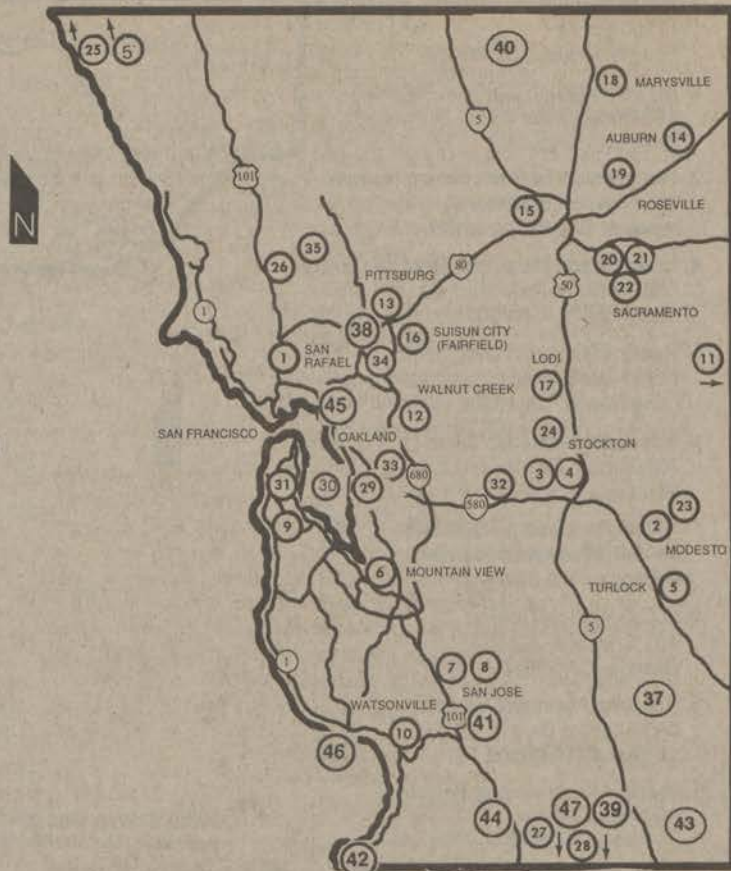 25 5
40
18 MARYSVILLE
5
AUBURN 14
19
N
101
15
ROSEVILLE
26 35
PITTSBURG
80
20 21
50
22
13
SACRAMENTO
1
38
16 SUISUN CITY
(FAIRFIELD)
1 SAN
RAFAEL
34
LODI
11
17
WALNUT CREEK
45
12
24
SAN FRANCISCO
OAKLAND
STOCKTON
33
680
3 4
31 30 29
32
580
23
9
2
MODESTO
6 MOUNTAIN VIEW
TURLOCK 5
5
1
7 8
SAN JOSE
37
WATSONVILLE
101 41
10
46
44
47 39
43
27
28
42